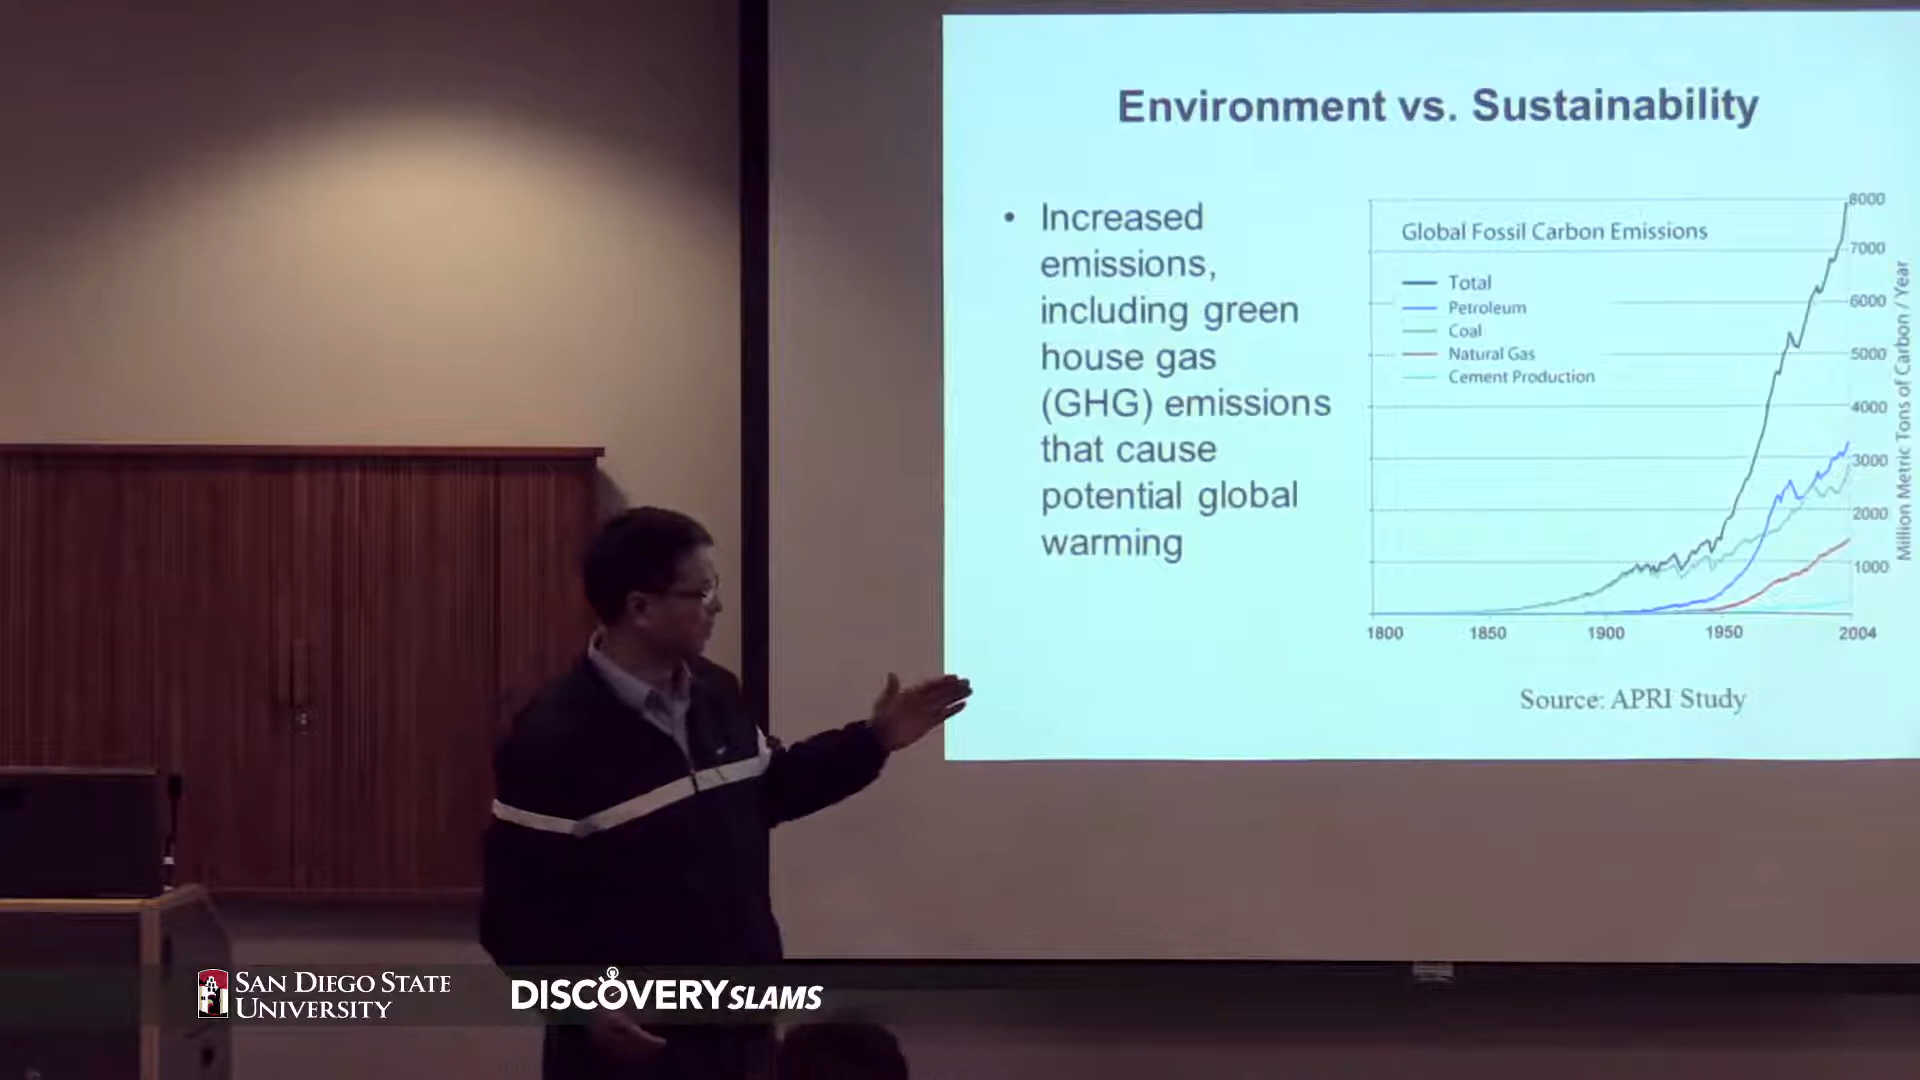 Environment vs. Sustainability
• Increased
emissions,
including green
house gas
(GHG) emissions
that cause
potential global
warming
Global Fossil Carbon Emissions
Total
Petroleum
Coal
Natural Gas
Cement Production
8000
7000
6000
5000
4000
3000
2000
1000
Million Metric Tons of Carbon / Year
1800 1850 1900 1950 2004
Source: APRI Study
SAN DIEGO STATE
UNIVERSITY
DISCOVERY SLAMS